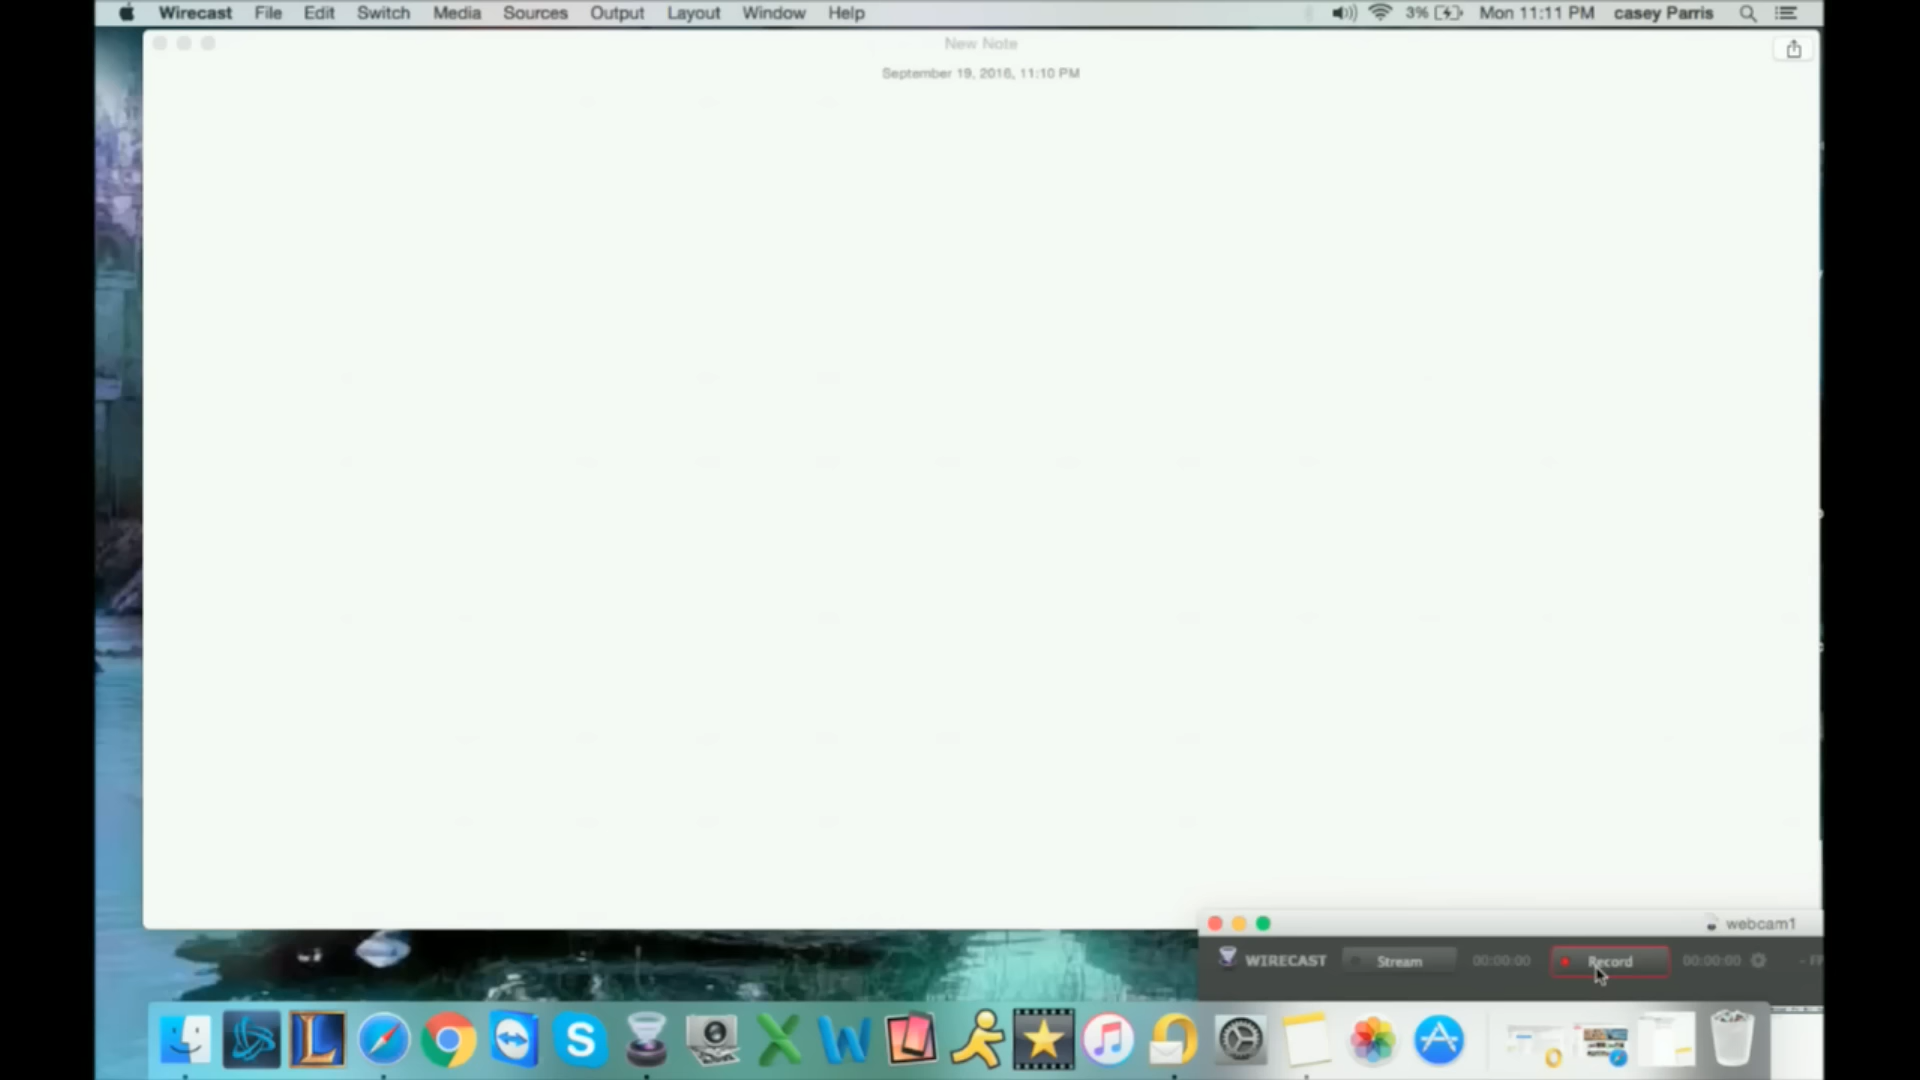 Wirecast File Edit Switch Media Sources Output Layout Window Help 3% Mon 11:11 PM casey Parris
New Note
September 19, 2016, 11:10 PM
webcam1
WIRECAST Stream 00:00:00 Record 00:00:00